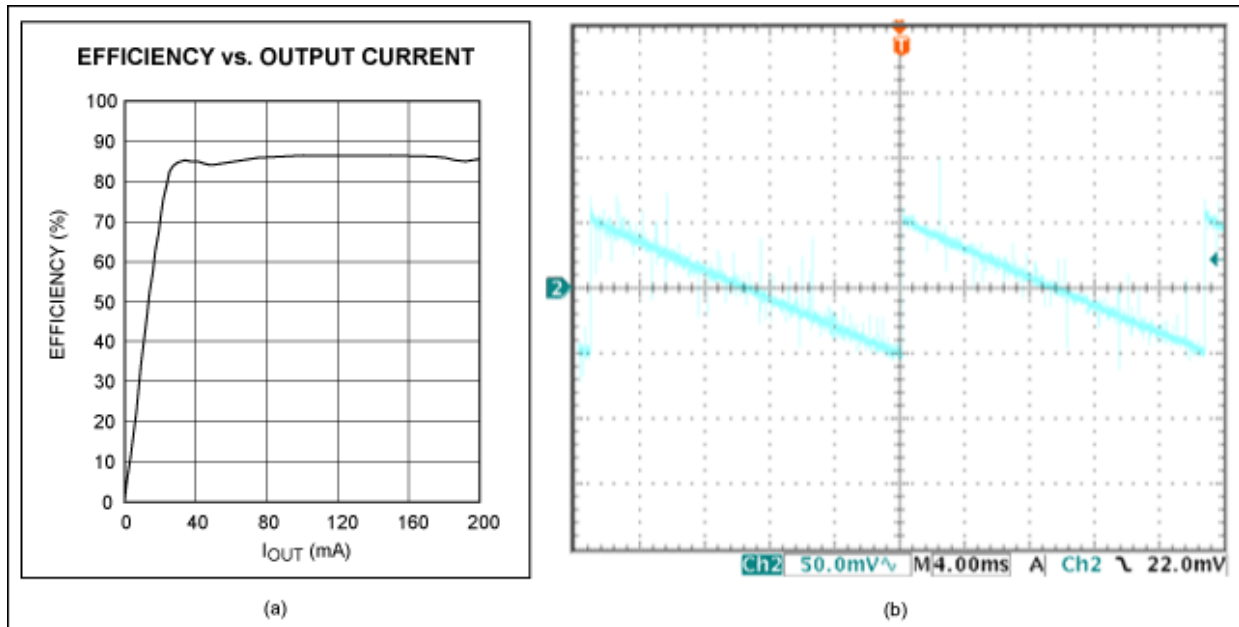 EFFICIENCY vs. OUTPUT CURRENT
100
90
80
70
60
50
40
30
20
10
0
EFFICIENCY (%)
0 40 80 120 160 200
IOUT (mA)
(a)
T
2
Ch2 50.0mV∿ M 4.00ms A Ch2 22.0mV
(b)